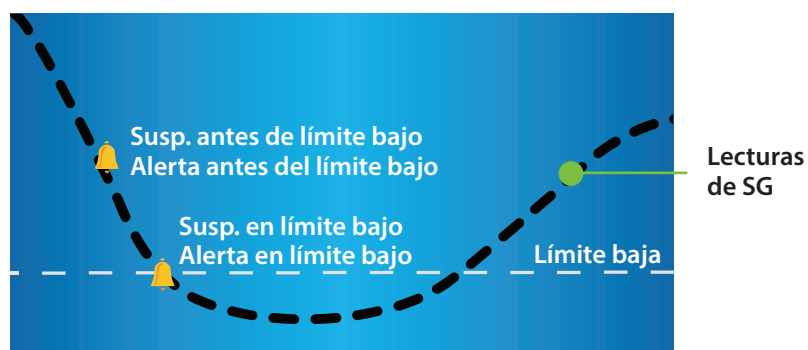 Susp. antes de límite bajo
Alerta antes del límite bajo
Susp. en límite bajo
Alerta en límite bajo
Límite baja
Lecturas
de SG